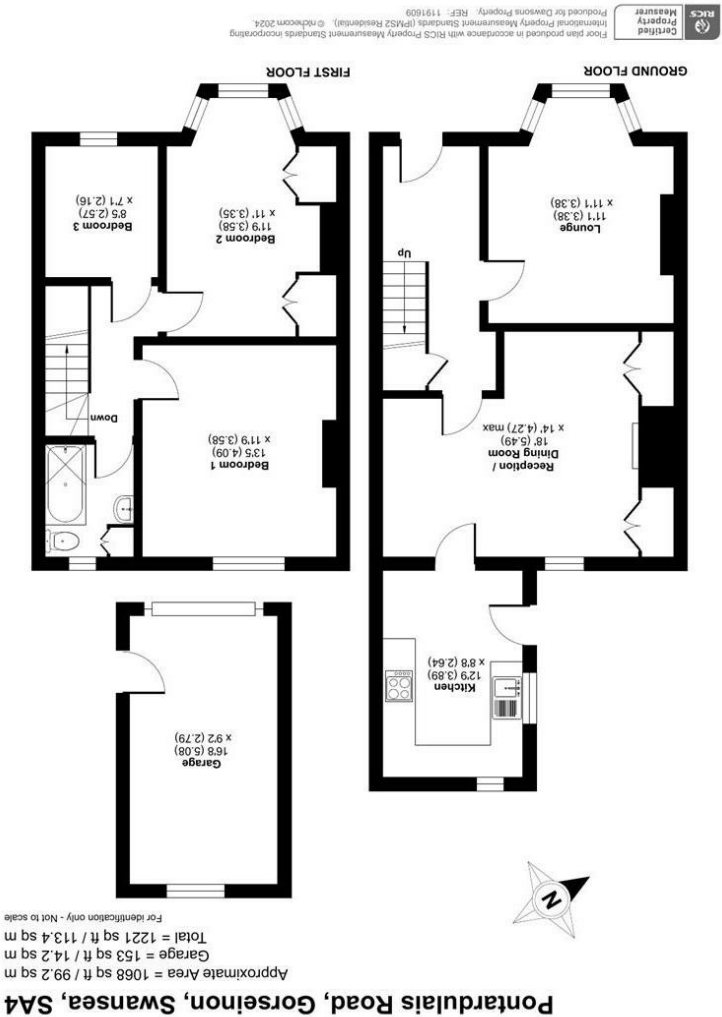 Pontardulais Road, Gorseinon, Swansea, SA4
Approximate Area = 1068 sq ft / 99.2 sq m
Garage = 153 sq ft / 14.2 sq m
Total = 1221 sq ft / 113.4 sq m
For identification only - Not to scale
N
Garage
16'8 (5.08)
x 9'2 (2.79)
Kitchen
12'9 (3.89)
x 8'8 (2.64)
Reception /
Dining Room
18' (5.49)
x 14' (4.27) max
Up
Lounge
11'1 (3.38)
x 11'1 (3.38)
GROUND FLOOR
Bedroom 1
13'5 (4.09)
x 11'9 (3.58)
Down
Bedroom 2
11'9 (3.58)
x 11' (3.35)
Bedroom 3
8'5 (2.57)
x 7'1 (2.16)
FIRST FLOOR
RICS
Certified
Property
Measurer
Floor plan produced in accordance with RICS Property Measurement Standards incorporating
International Property Measurement Standards (IPMS2 Residential). © nichecom 2024.
Produced for Dawsons Property. REF: 1191609